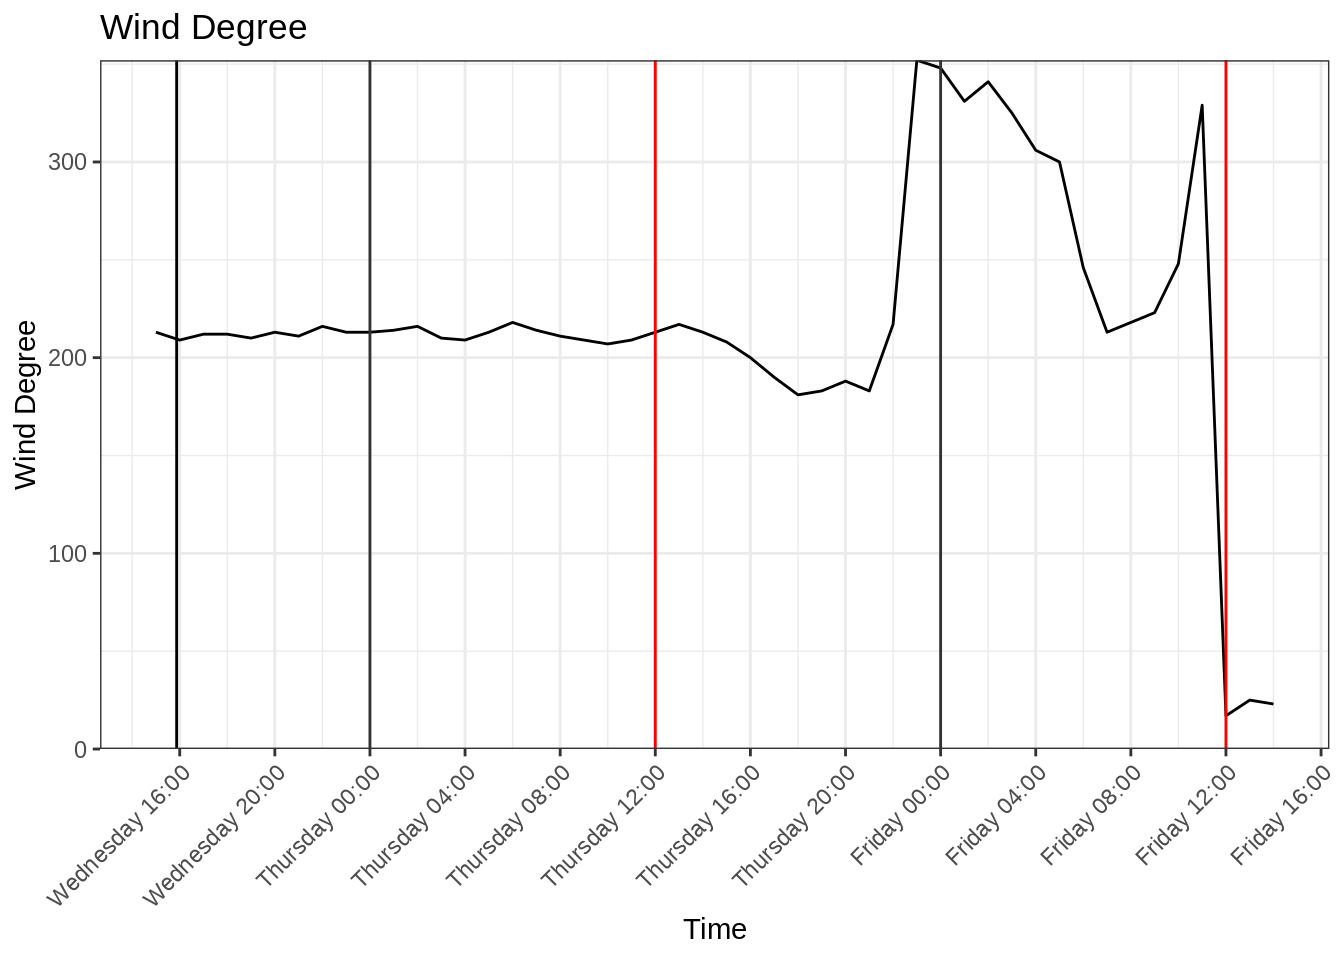 Wind Degree
Wind Degree
300
200
100
0
Wednesday 16:00
Wednesday 20:00
Thursday 00:00
Thursday 04:00
Thursday 08:00
Thursday 12:00
Thursday 16:00
Thursday 20:00
Friday 00:00
Friday 04:00
Friday 08:00
Friday 12:00
Friday 16:00
Time